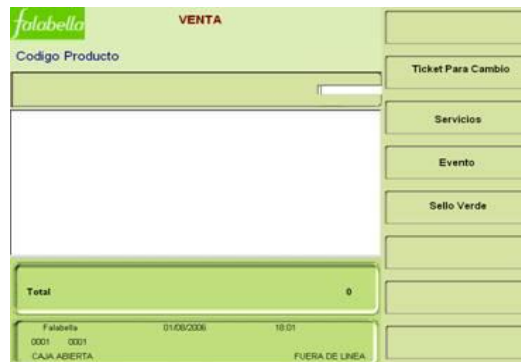 falabella
VENTA
Codigo Producto
Ticket Para Cambio
Servicios
Evento
Sello Verde
Total 0
Falabella 01/08/2006 18:01
0001 0001
CAJA ABIERTA FUERA DE LINEA